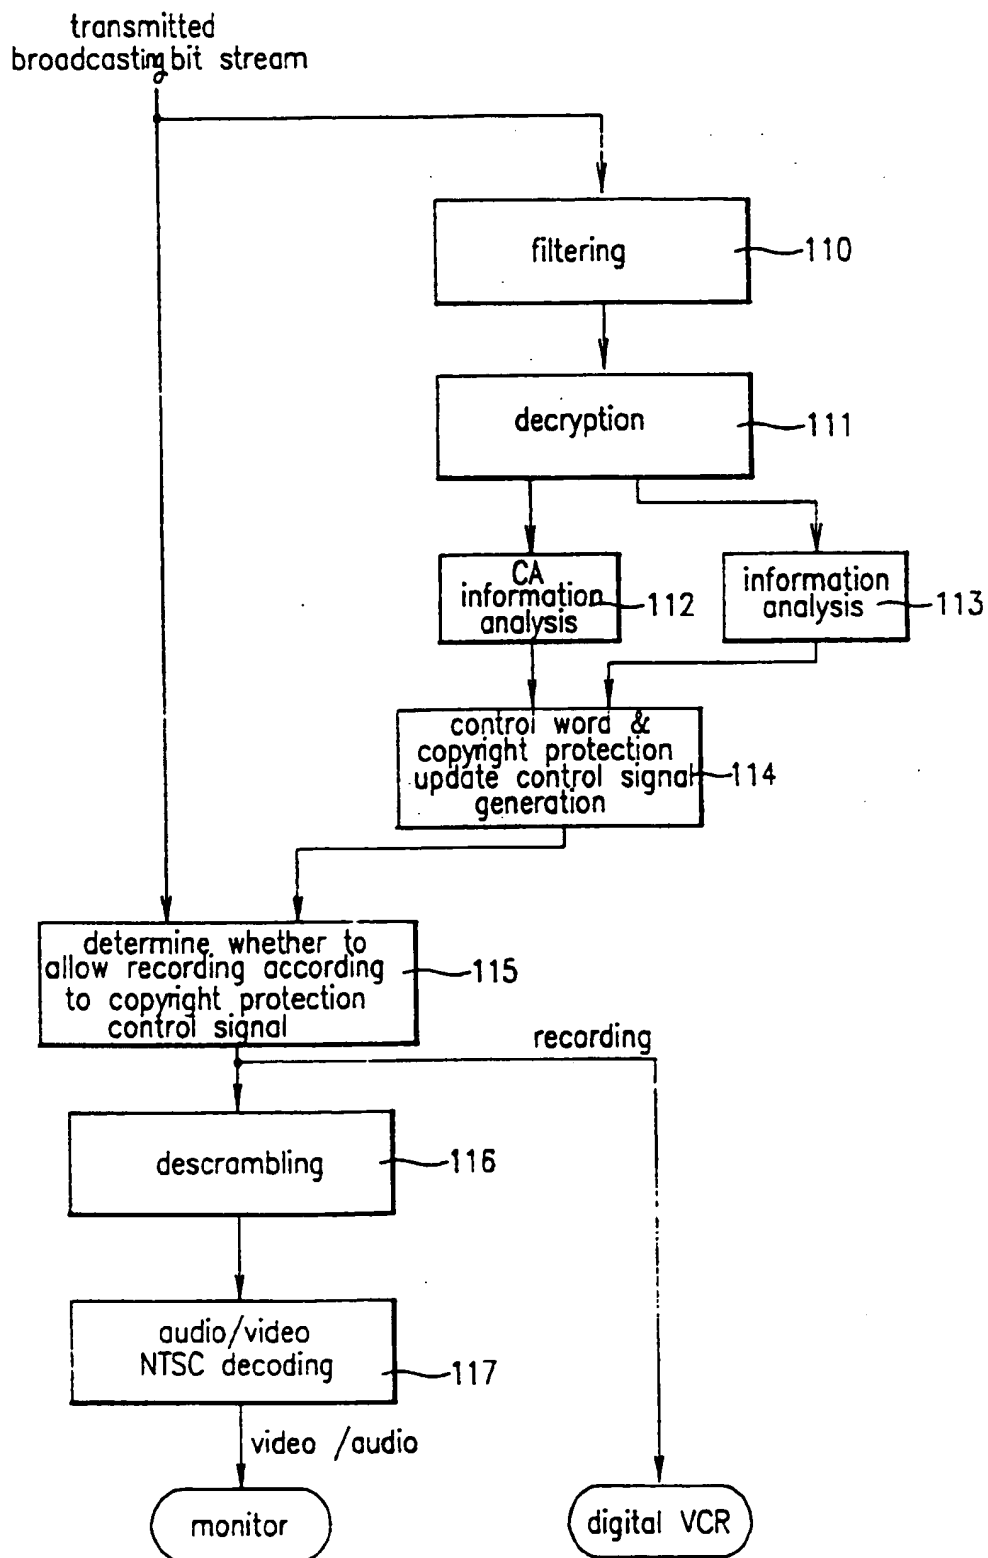 transmitted
broadcasting bit stream
filtering
110
decryption
111
CA
information
analysis
112
information
analysis
113
control word &
copyright protection
update control signal
generation
114
determine whether to
allow recording according
to copyright protection
control signal
115
recording
descrambling
116
audio/video
NTSC decoding
117
video /audio
monitor
digital VCR